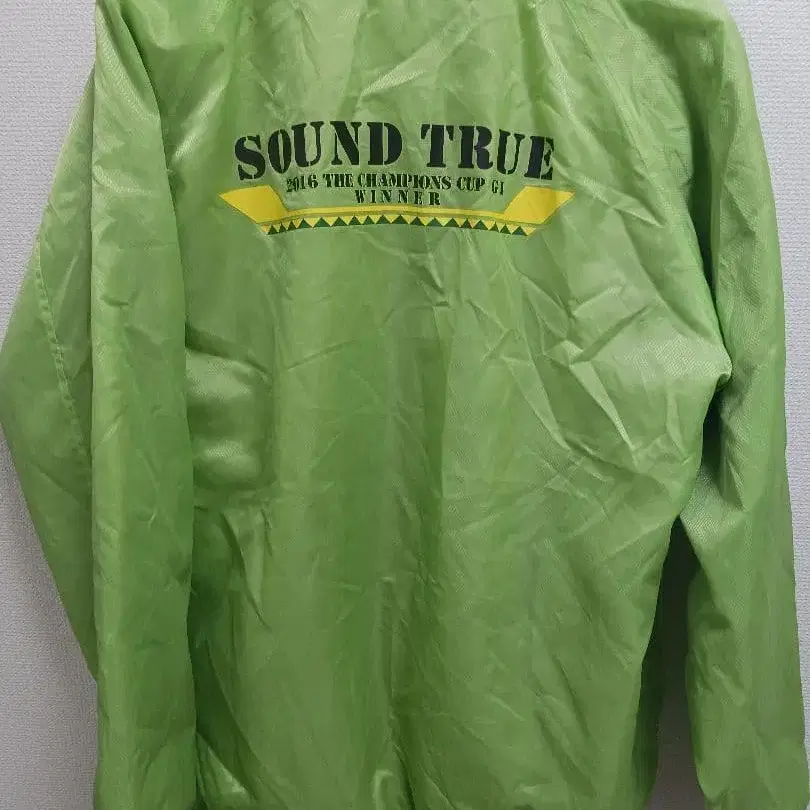 SOUND TRUE
2016 THE CHAMPIONS CUP G1
WINNER